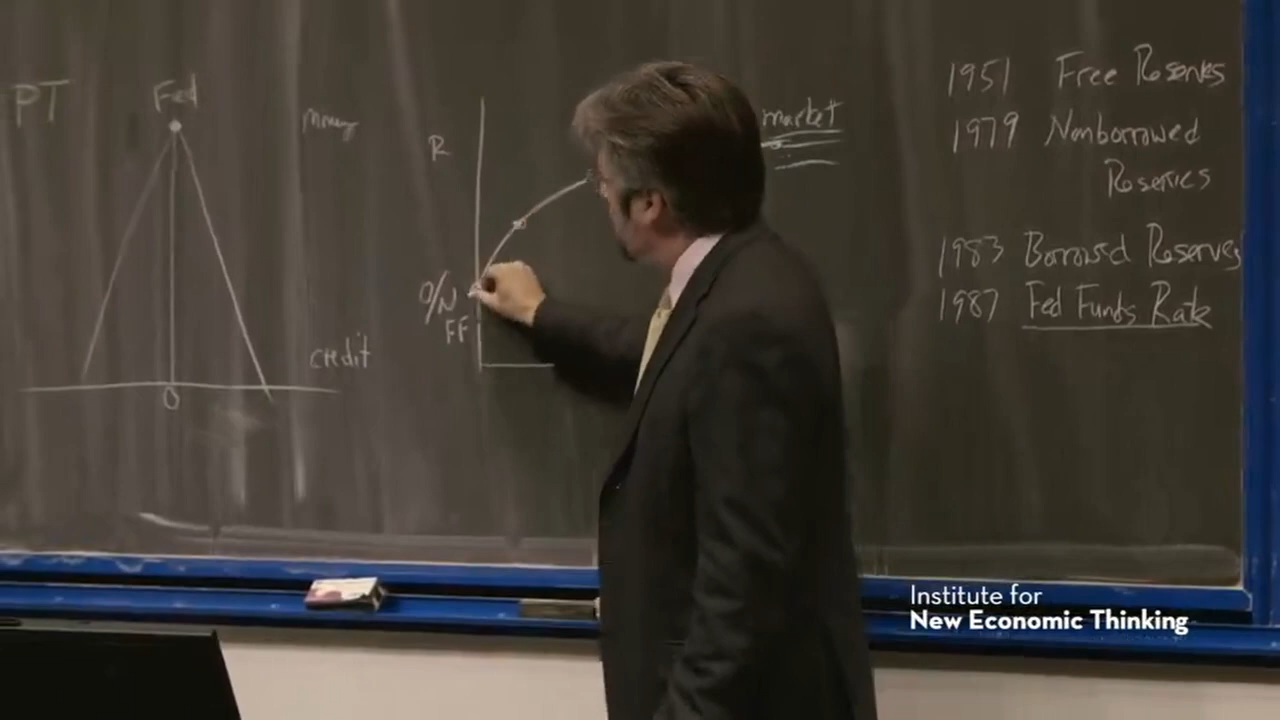 PT
Fed
money
credit
O
R
O/N
FF
market
1951 Free Reserves
1979 Nonborrowed
Reserves
1983 Borrowed Reserves
1987 Fed Funds Rate
Institute for
New Economic Thinking